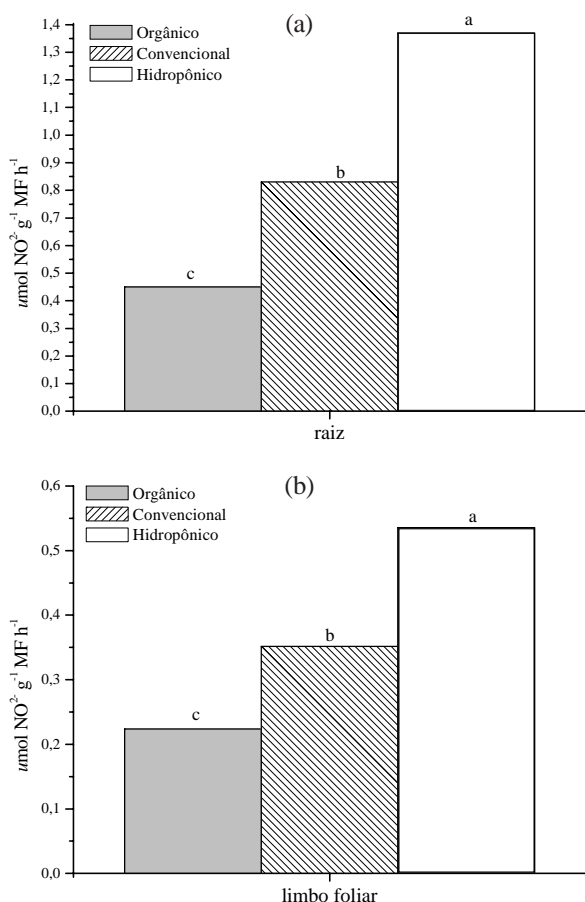 (a)
Orgânico
Convencional
Hidropônico
1,4
1,3
1,2
1,1
1,0
0,9
0,8
0,7
0,6
0,5
0,4
0,3
0,2
0,1
0,0
umol NO²⁻ g⁻¹ MF h⁻¹
c
b
a
raiz
(b)
Orgânico
Convencional
Hidropônico
0,6
0,5
0,4
0,3
0,2
0,1
0,0
umol NO²⁻ g⁻¹ MF h⁻¹
c
b
a
limbo foliar